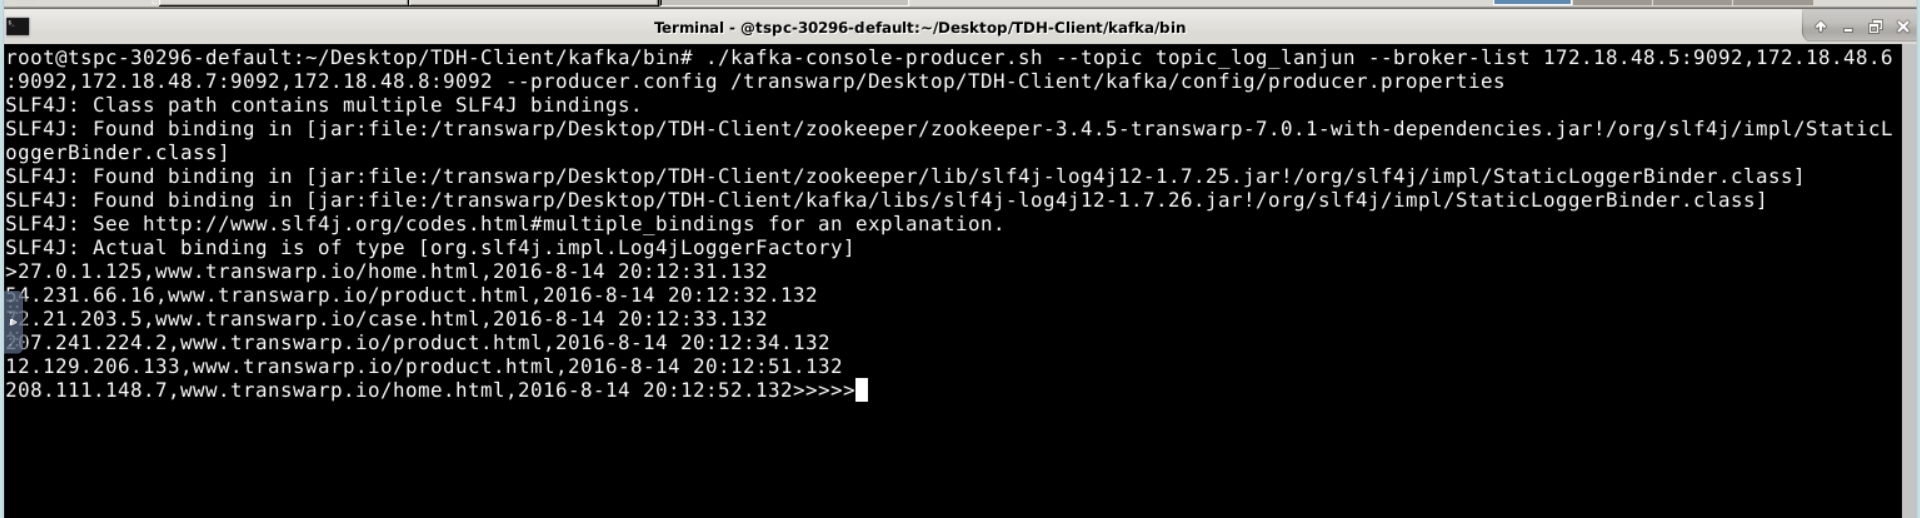 Terminal - @tspc-30296-default:~/Desktop/TDH-Client/kafka/bin
root@tspc-30296-default:~/Desktop/TDH-Client/kafka/bin# ./kafka-console-producer.sh --topic topic_log_lanjun --broker-list 172.18.48.5:9092,172.18.48.6
:9092,172.18.48.7:9092,172.18.48.8:9092 --producer.config /transwarp/Desktop/TDH-Client/kafka/config/producer.properties
SLF4J: Class path contains multiple SLF4J bindings.
SLF4J: Found binding in [jar:file:/transwarp/Desktop/TDH-Client/zookeeper/zookeeper-3.4.5-transwarp-7.0.1-with-dependencies.jar!/org/slf4j/impl/StaticL
oggerBinder.class]
SLF4J: Found binding in [jar:file:/transwarp/Desktop/TDH-Client/zookeeper/lib/slf4j-log4j12-1.7.25.jar!/org/slf4j/impl/StaticLoggerBinder.class]
SLF4J: Found binding in [jar:file:/transwarp/Desktop/TDH-Client/kafka/libs/slf4j-log4j12-1.7.26.jar!/org/slf4j/impl/StaticLoggerBinder.class]
SLF4J: See http://www.slf4j.org/codes.html#multiple_bindings for an explanation.
SLF4J: Actual binding is of type [org.slf4j.impl.Log4jLoggerFactory]
>27.0.1.125,www.transwarp.io/home.html,2016-8-14 20:12:31.132
54.231.66.16,www.transwarp.io/product.html,2016-8-14 20:12:32.132
72.21.203.5,www.transwarp.io/case.html,2016-8-14 20:12:33.132
207.241.224.2,www.transwarp.io/product.html,2016-8-14 20:12:34.132
12.129.206.133,www.transwarp.io/product.html,2016-8-14 20:12:51.132
208.111.148.7,www.transwarp.io/home.html,2016-8-14 20:12:52.132>>>>>